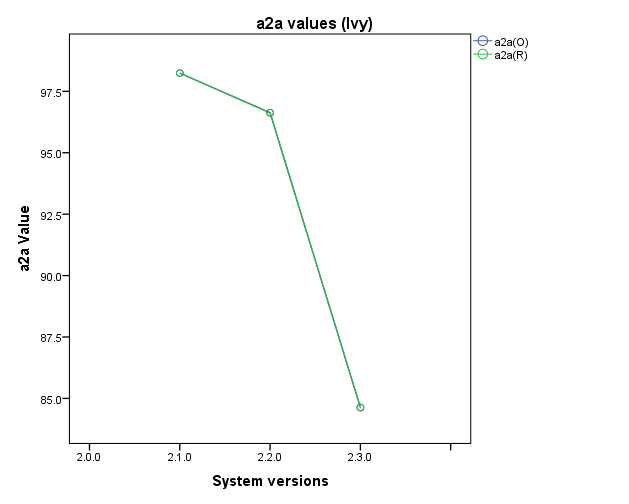 a2a values (Ivy)
a2a(O)
a2a(R)
97.5
95.0
92.5
90.0
87.5
85.0
a2a Value
2.0.0 2.1.0 2.2.0 2.3.0
System versions